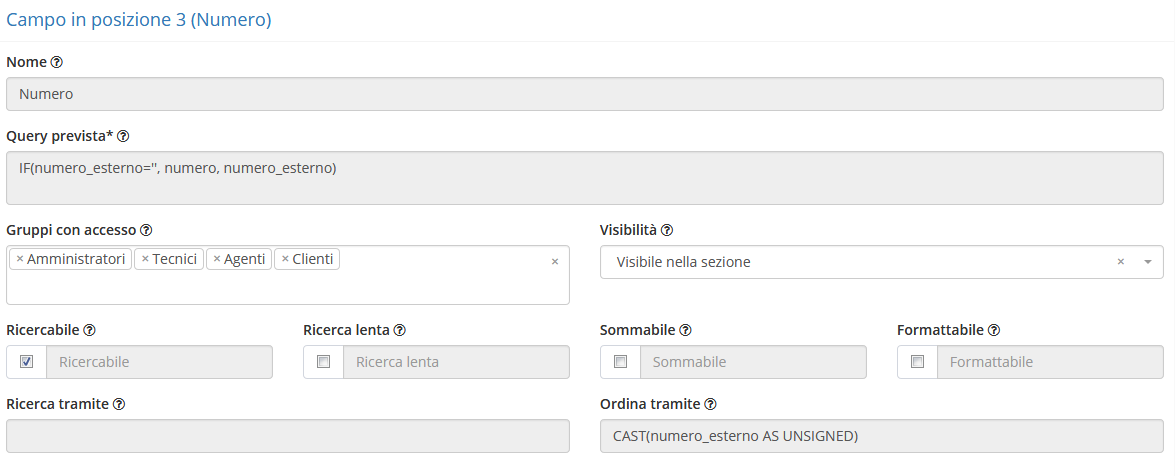 Campo in posizione 3 (Numero)
Nome
Numero
Query prevista*
IF(numero_esterno='', numero, numero_esterno)
Gruppi con accesso
Visibilità
× Amministratori × Tecnici × Agenti × Clienti ×
Visibile nella sezione ×
Ricercabile
Ricerca lenta
Sommabile
Formattabile
Ricercabile
Ricerca lenta
Sommabile
Formattabile
Ricerca tramite
Ordina tramite
CAST(numero_esterno AS UNSIGNED)